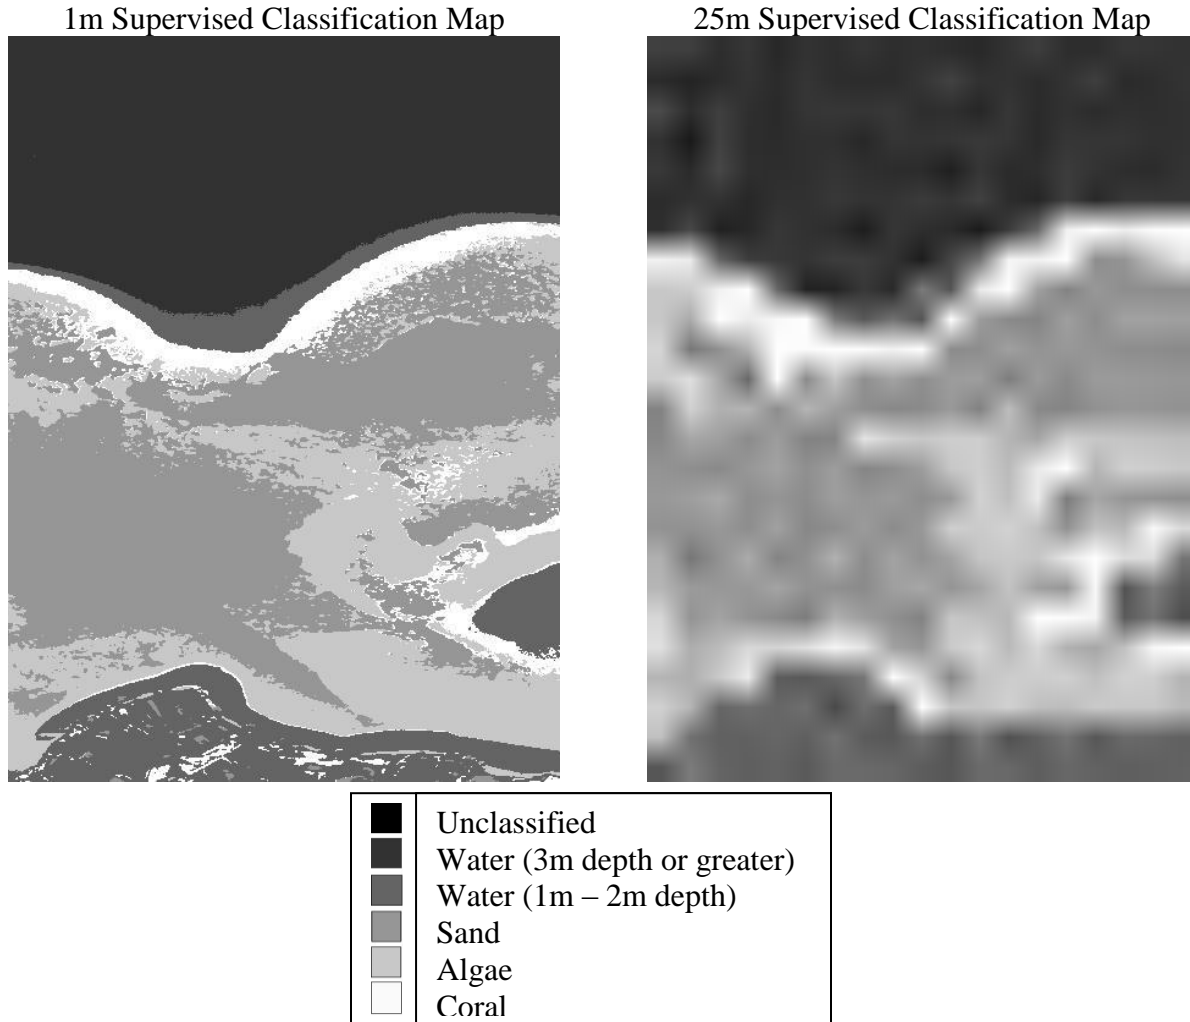 1m Supervised Classification Map
25m Supervised Classification Map
Unclassified
Water (3m depth or greater)
Water (1m – 2m depth)
Sand
Algae
Coral